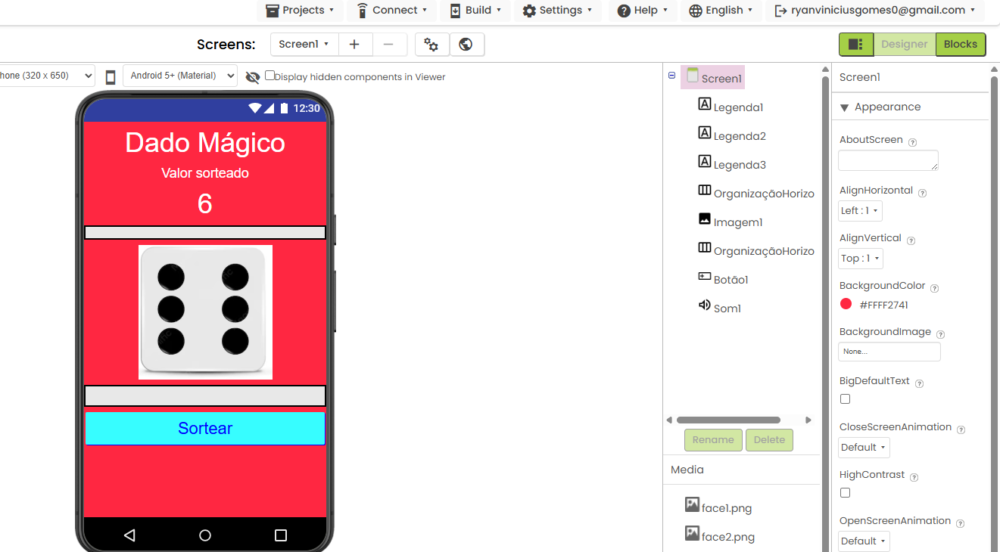 Projects Connect Build Settings Help English ryanviniciusgomes0@gmail.com
Screens: Screen1 + − Designer Blocks
hone (320 x 650) Android 5+ (Material) Display hidden components in Viewer
12:30
Dado Mágico
Valor sorteado
6
Sortear
Screen1
Legenda1
Legenda2
Legenda3
OrganizaçãoHorizo
Imagem1
OrganizaçãoHorizo
Botão1
Som1
Rename Delete
Media
face1.png
face2.png
Screen1
Appearance
AboutScreen ?
AlignHorizontal ?
Left : 1
AlignVertical ?
Top : 1
BackgroundColor ?
#FFFF2741
BackgroundImage ?
None...
BigDefaultText ?
CloseScreenAnimation ?
Default
HighContrast ?
OpenScreenAnimation ?
Default